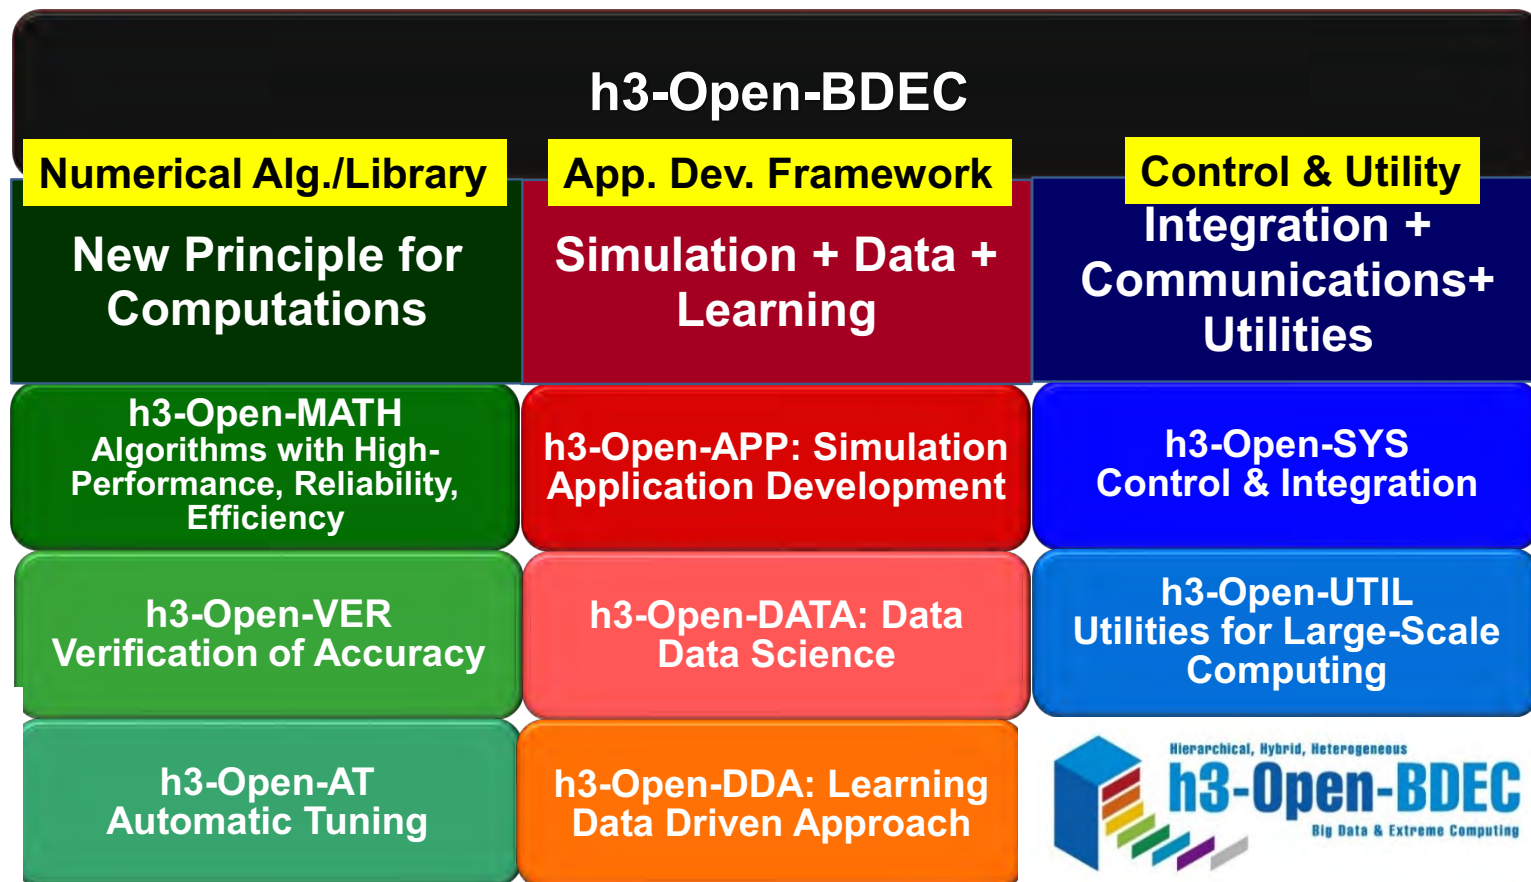 h3-Open-BDEC
Numerical Alg./Library
New Principle for
Computations
h3-Open-MATH
Algorithms with High-
Performance, Reliability,
Efficiency
h3-Open-VER
Verification of Accuracy
h3-Open-AT
Automatic Tuning
App. Dev. Framework
Simulation + Data +
Learning
h3-Open-APP: Simulation
Application Development
h3-Open-DATA: Data
Data Science
h3-Open-DDA: Learning
Data Driven Approach
Control & Utility
Integration +
Communications+
Utilities
h3-Open-SYS
Control & Integration
h3-Open-UTIL
Utilities for Large-Scale
Computing
Hierarchical, Hybrid, Heterogeneous
h3-Open-BDEC
Big Data & Extreme Computing